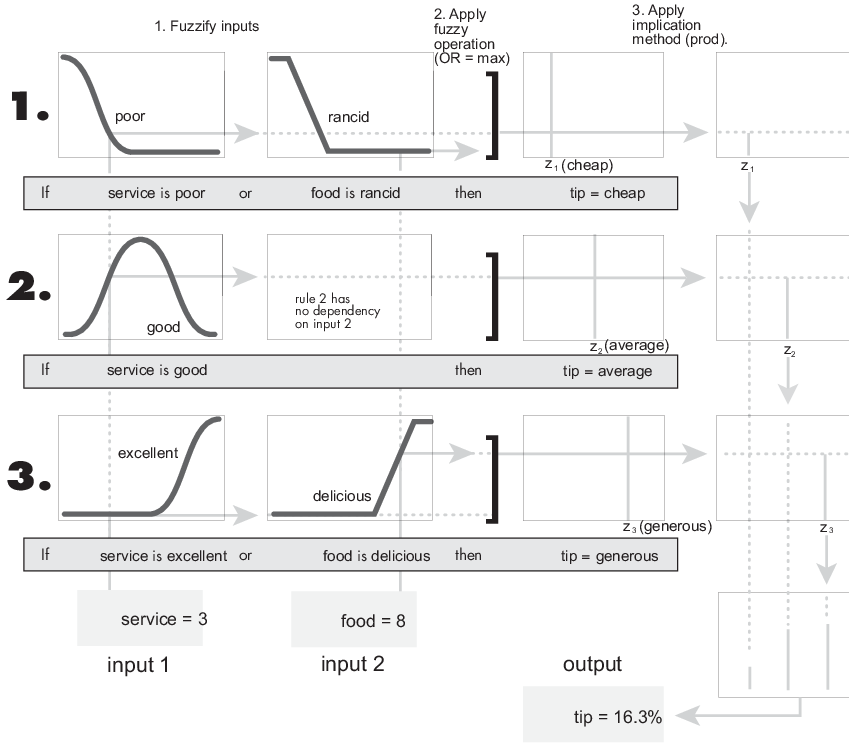 1. Fuzzify inputs
2. Apply
fuzzy
operation
(OR = max)
3. Apply
implication
method (prod).
1.
poor
rancid
z1 (cheap)
z1
If service is poor or food is rancid then tip = cheap
2.
good
rule 2 has
no dependency
on input 2
z2 (average)
z2
If service is good then tip = average
3.
excellent
delicious
z3 (generous)
z3
If service is excellent or food is delicious then tip = generous
service = 3
food = 8
input 1
input 2
output
tip = 16.3%